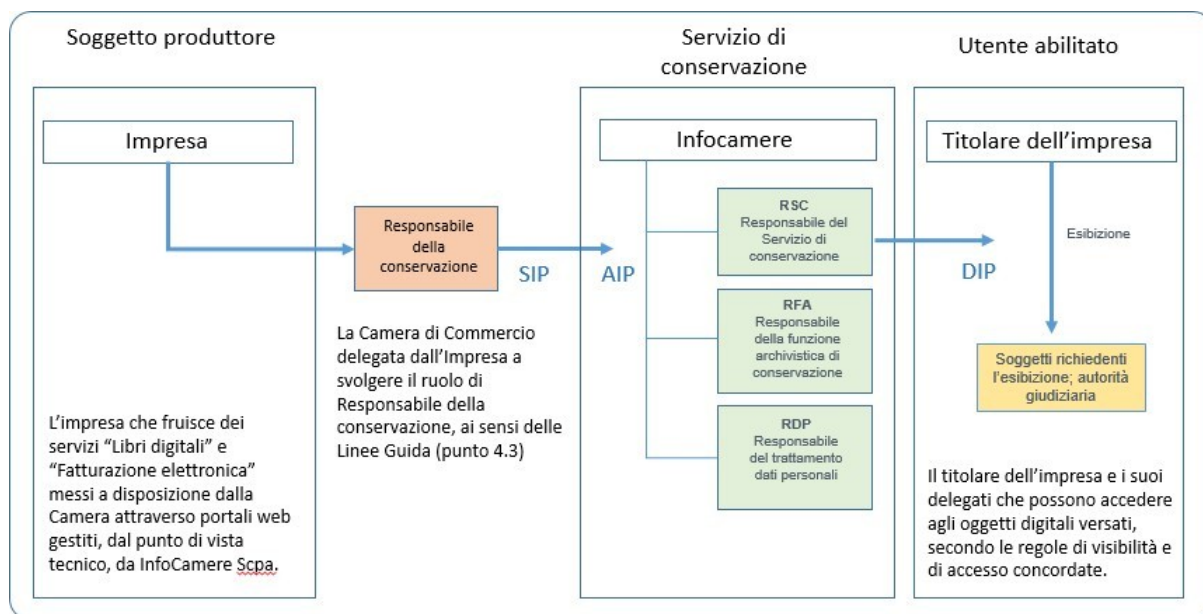 Soggetto produttore
Impresa
L'impresa che fruisce dei
servizi "Libri digitali" e
"Fatturazione elettronica"
messi a disposizione dalla
Camera attraverso portali web
gestiti, dal punto di vista
tecnico, da InfoCamere Scpa.
Responsabile
della
conservazione
SIP
La Camera di Commercio
delegata dall'Impresa a
svolgere il ruolo di
Responsabile della
conservazione, ai sensi delle
Linee Guida (punto 4.3)
Servizio di
conservazione
Infocamere
AIP
RSC
Responsabile del
Servizio di
conservazione
RFA
Responsabile
della funzione
archivistica di
conservazione
RDP
Responsabile
del trattamento
dati personali
Utente abilitato
Titolare dell'impresa
DIP
Esibizione
Soggetti richiedenti
l'esibizione; autorità
giudiziaria
Il titolare dell'impresa e i suoi
delegati che possono accedere
agli oggetti digitali versati,
secondo le regole di visibilità e
di accesso concordate.